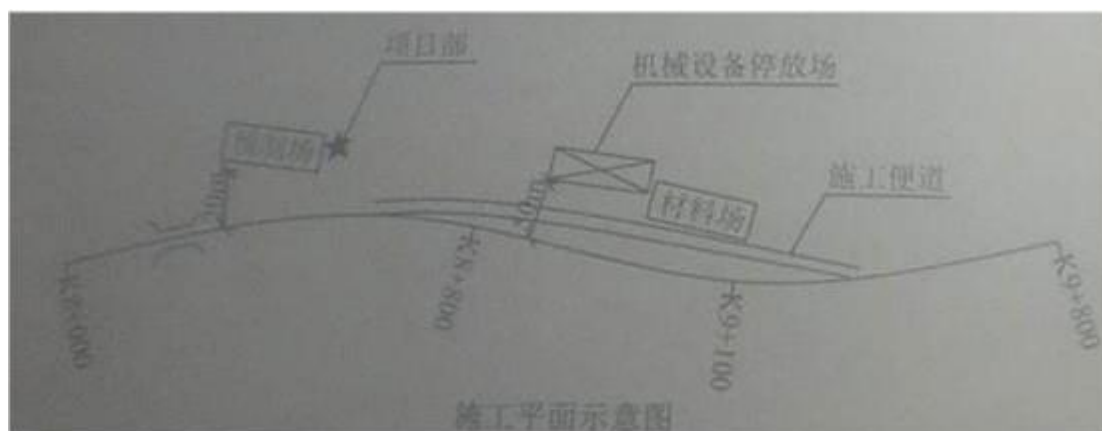 项目部
机械设备停放场
预制场
施工便道
材料场
50m
K8+800
K9+100
K9+800
施工平面示意图